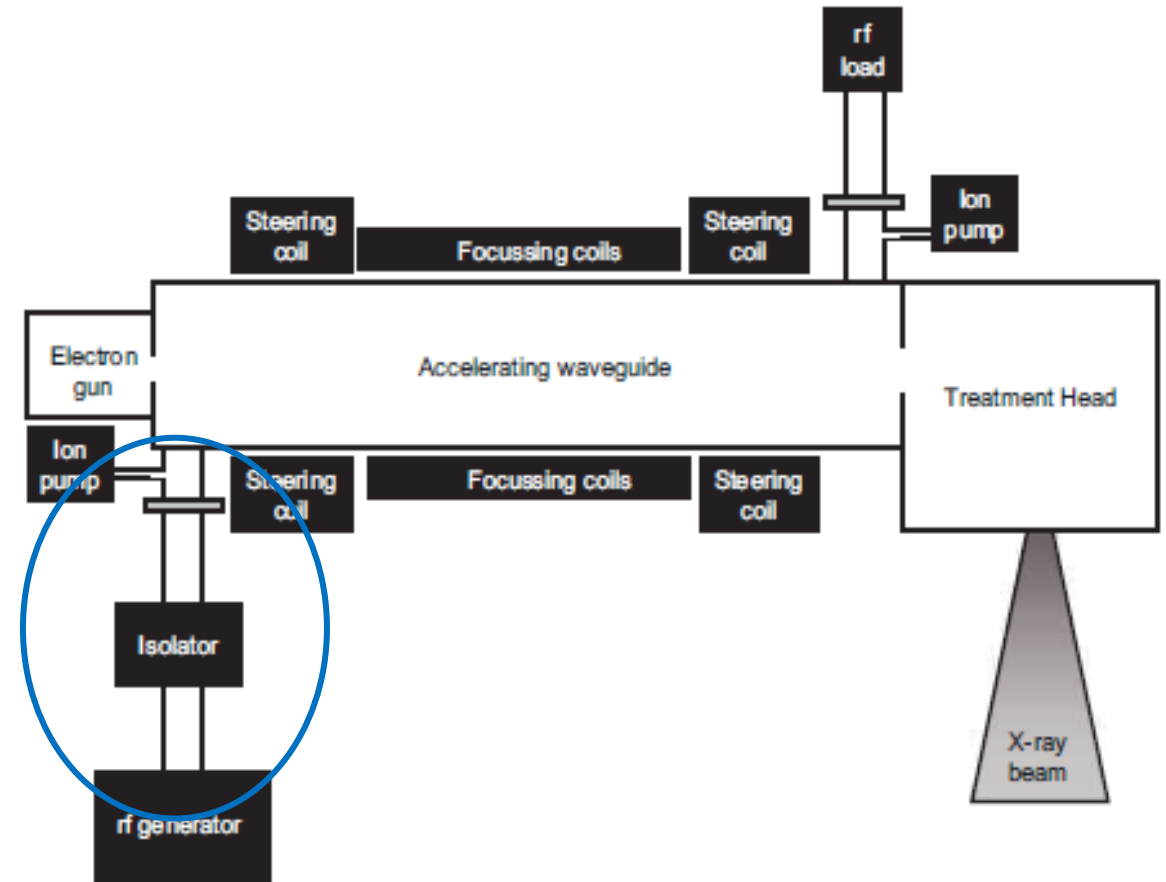 rf
load
Ion
pump
Steering
coil
Focussing coils
Steering
coil
Electron
gun
Accelerating waveguide
Treatment Head
Ion
pump
Steering
coil
Focussing coils
Steering
coil
Isolator
X-ray
beam
rf generator